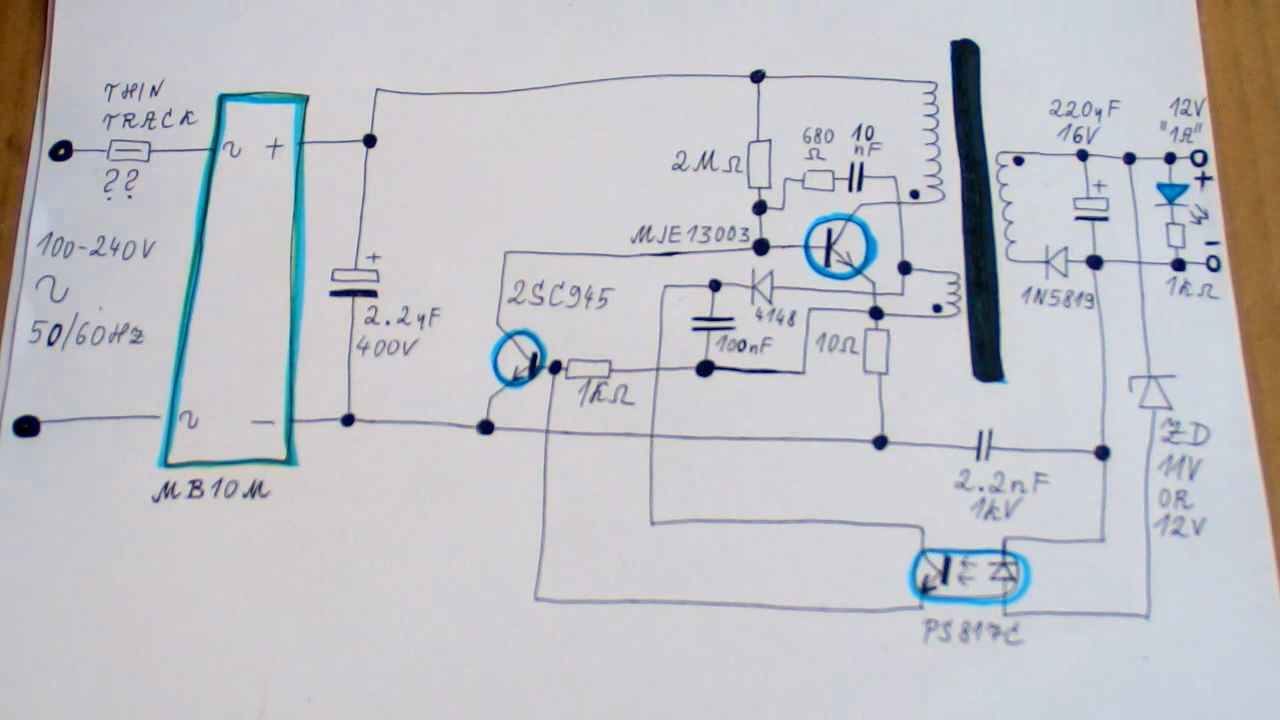 THIN
TRACK
??
100-240V
~
50/60Hz
~ +
~ −
MB10M
+
2.2µF
400V
2SC945
1KΩ
2MΩ
680
Ω
10
nF
MJE13003
4148
100nF
10Ω
2.2nF
1kV
PS817C
220µF
16V
+
1N5819
12V
"1A"
+
−
1KΩ
ZD
11V
OR
12V